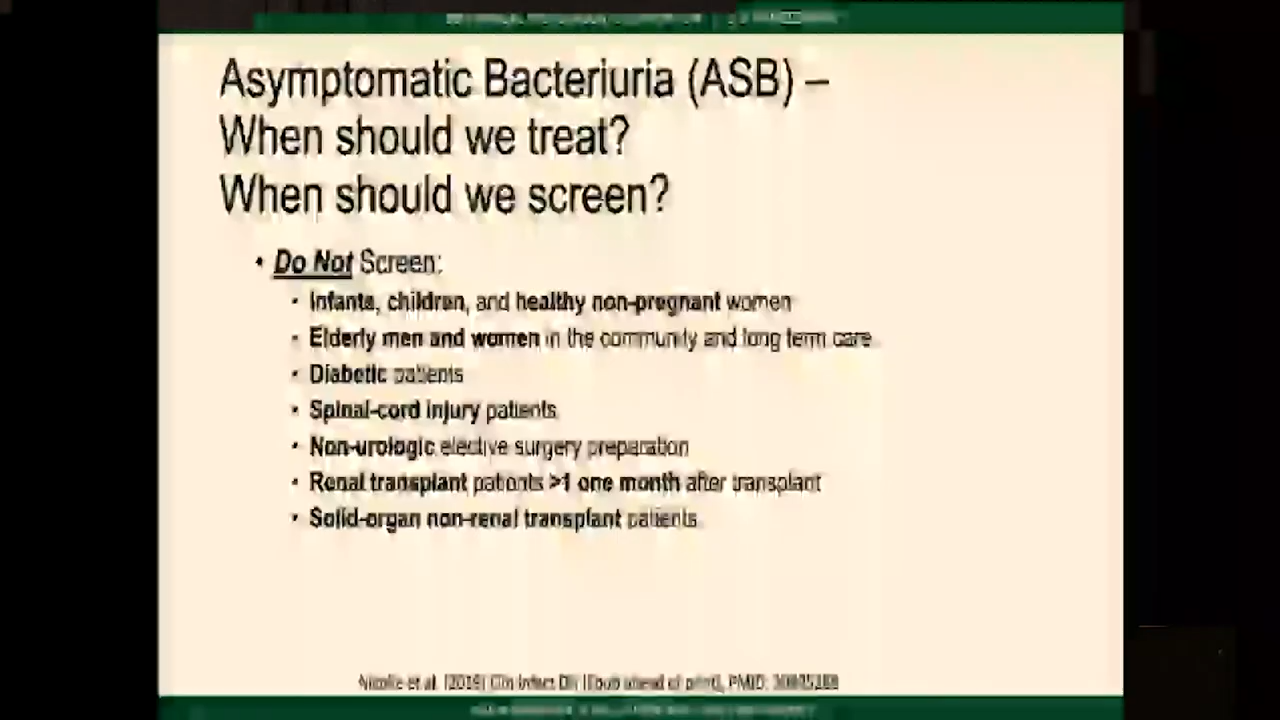 Asymptomatic Bacteriuria (ASB) –
When should we treat?
When should we screen?
• Do Not Screen:
• Infants, children, and healthy non-pregnant women
• Elderly men and women in the community and long term care
• Diabetic patients
• Spinal-cord injury patients
• Non-urologic elective surgery preparation
• Renal transplant patients >1 one month after transplant
• Solid-organ non-renal transplant patients
Nicolle et al. (2019) Clin Infect Dis (Epub ahead of print), PMID: